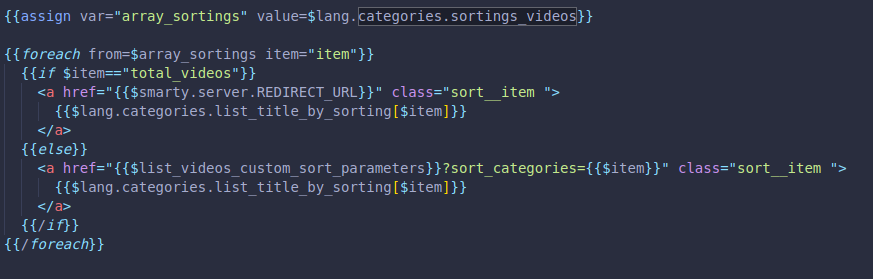 {{assign var="array_sortings" value=$lang.categories.sortings_videos}}
{{foreach from=$array_sortings item="item"}}
{{if $item=="total_videos"}}
<a href="{{$smarty.server.REDIRECT_URL}}" class="sort__item ">
{{$lang.categories.list_title_by_sorting[$item]}}
</a>
{{else}}
<a href="{{$list_videos_custom_sort_parameters}}?sort_categories={{$item}}" class="sort__item ">
{{$lang.categories.list_title_by_sorting[$item]}}
</a>
{{/if}}
{{/foreach}}